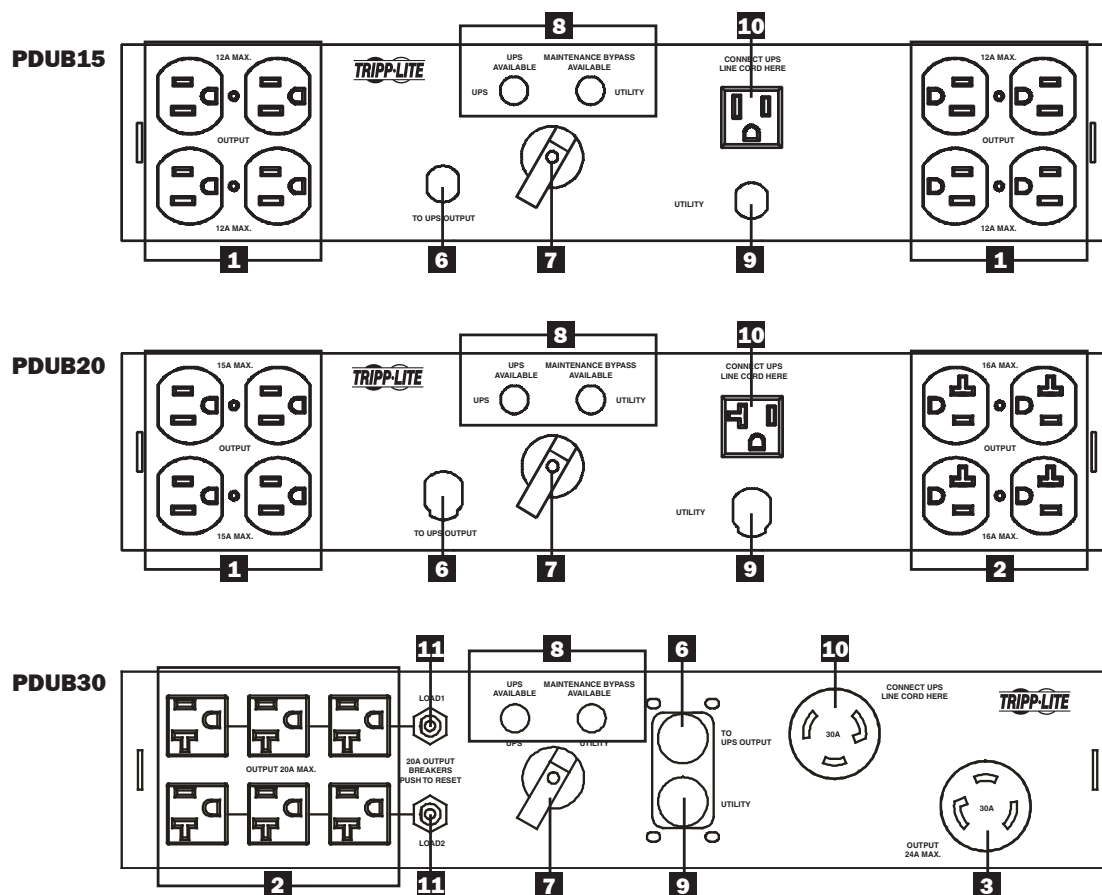 8
10
PDUB15
12A MAX.
TRIPP·LITE
UPS
AVAILABLE
MAINTENANCE BYPASS
AVAILABLE
UPS
UTILITY
CONNECT UPS
LINE CORD HERE
12A MAX.
OUTPUT
OUTPUT
TO UPS OUTPUT
UTILITY
12A MAX.
12A MAX.
1
6
7
9
1
8
10
PDUB20
15A MAX.
TRIPP·LITE
UPS
AVAILABLE
MAINTENANCE BYPASS
AVAILABLE
UPS
UTILITY
CONNECT UPS
LINE CORD HERE
16A MAX.
OUTPUT
OUTPUT
UTILITY
TO UPS OUTPUT
15A MAX.
16A MAX.
1
6
7
9
2
11
8
6
10
PDUB30
LOAD1
UPS
AVAILABLE
MAINTENANCE BYPASS
AVAILABLE
UPS
UTILITY
TO
UPS OUTPUT
30A
CONNECT UPS
LINE CORD HERE
TRIPP·LITE
OUTPUT 20A MAX.
20A OUTPUT
BREAKERS
PUSH TO RESET
UTILITY
30A
LOAD2
OUTPUT
24A MAX.
2
11
7
9
3